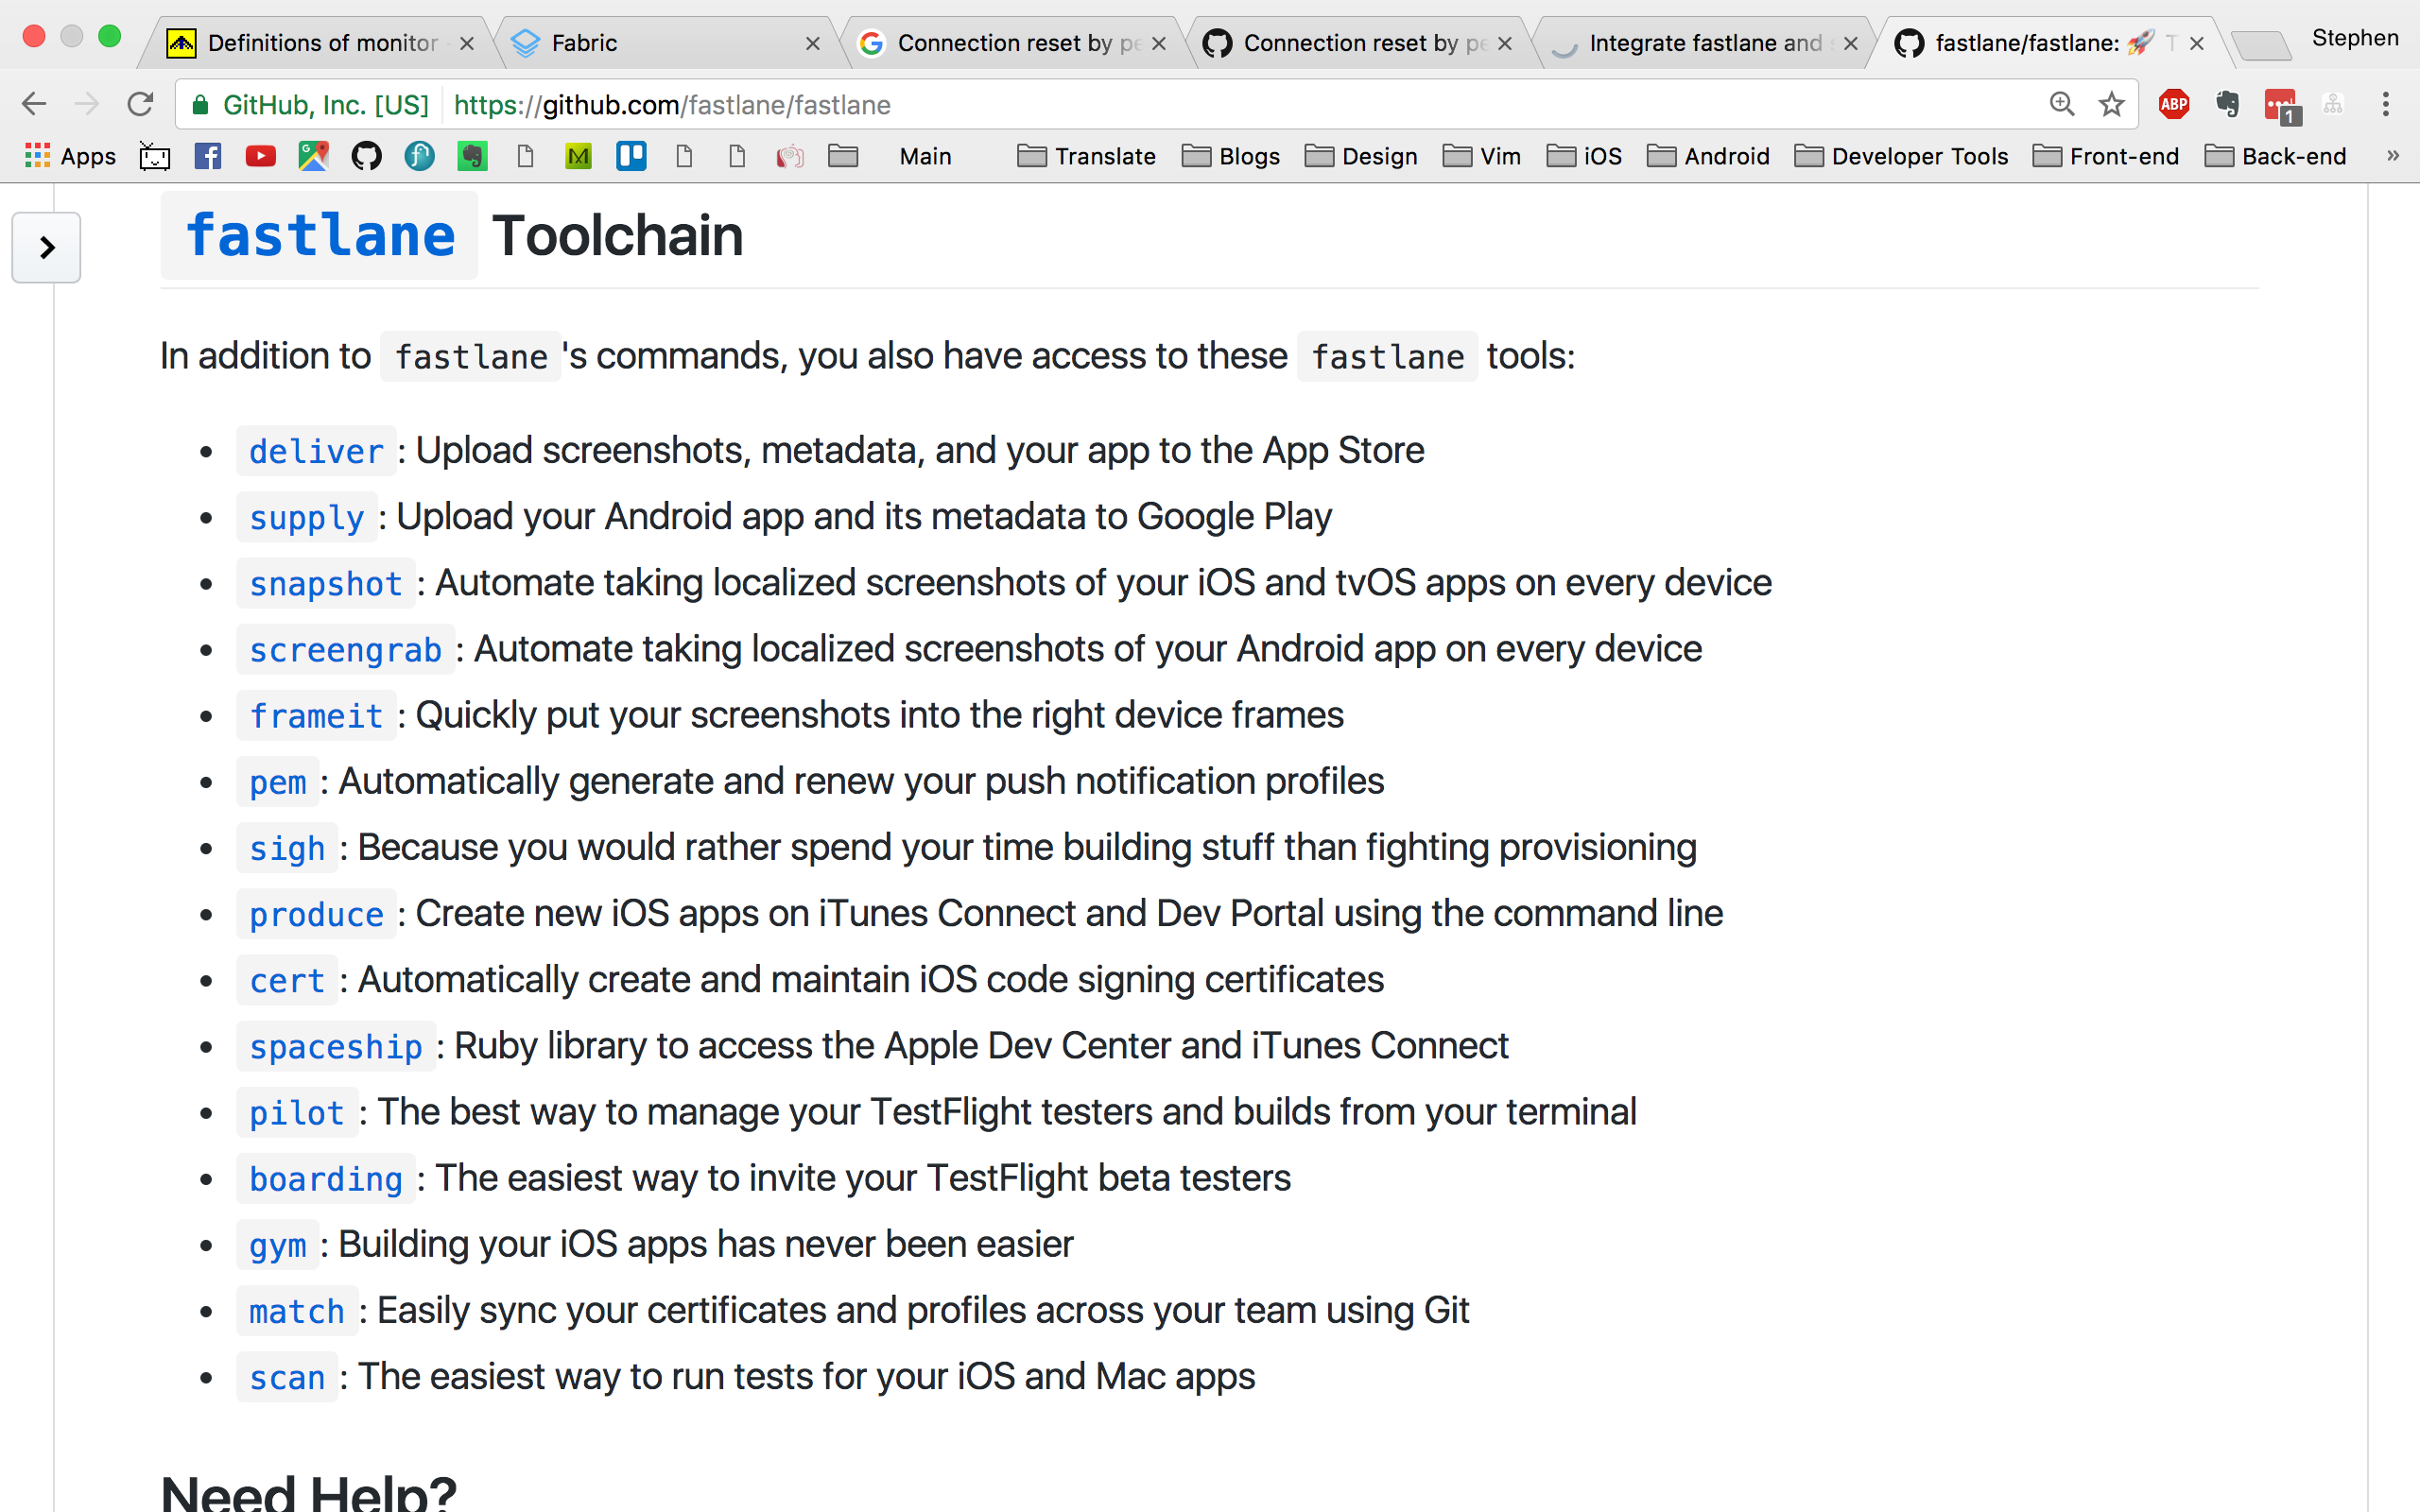 Definitions of monitor
Fabric
Connection reset by pe
Connection reset by pe
Integrate fastlane and
fastlane/fastlane: 🚀 T
Stephen
GitHub, Inc. [US] https://github.com/fastlane/fastlane
ABP
1
Apps
Main
Translate
Blogs
Design
Vim
iOS
Android
Developer Tools
Front-end
Back-end
»
fastlane Toolchain
In addition to fastlane's commands, you also have access to these fastlane tools:
• deliver: Upload screenshots, metadata, and your app to the App Store
• supply: Upload your Android app and its metadata to Google Play
• snapshot: Automate taking localized screenshots of your iOS and tvOS apps on every device
• screengrab: Automate taking localized screenshots of your Android app on every device
• frameit: Quickly put your screenshots into the right device frames
• pem: Automatically generate and renew your push notification profiles
• sigh: Because you would rather spend your time building stuff than fighting provisioning
• produce: Create new iOS apps on iTunes Connect and Dev Portal using the command line
• cert: Automatically create and maintain iOS code signing certificates
• spaceship: Ruby library to access the Apple Dev Center and iTunes Connect
• pilot: The best way to manage your TestFlight testers and builds from your terminal
• boarding: The easiest way to invite your TestFlight beta testers
• gym: Building your iOS apps has never been easier
• match: Easily sync your certificates and profiles across your team using Git
• scan: The easiest way to run tests for your iOS and Mac apps
Need Help?